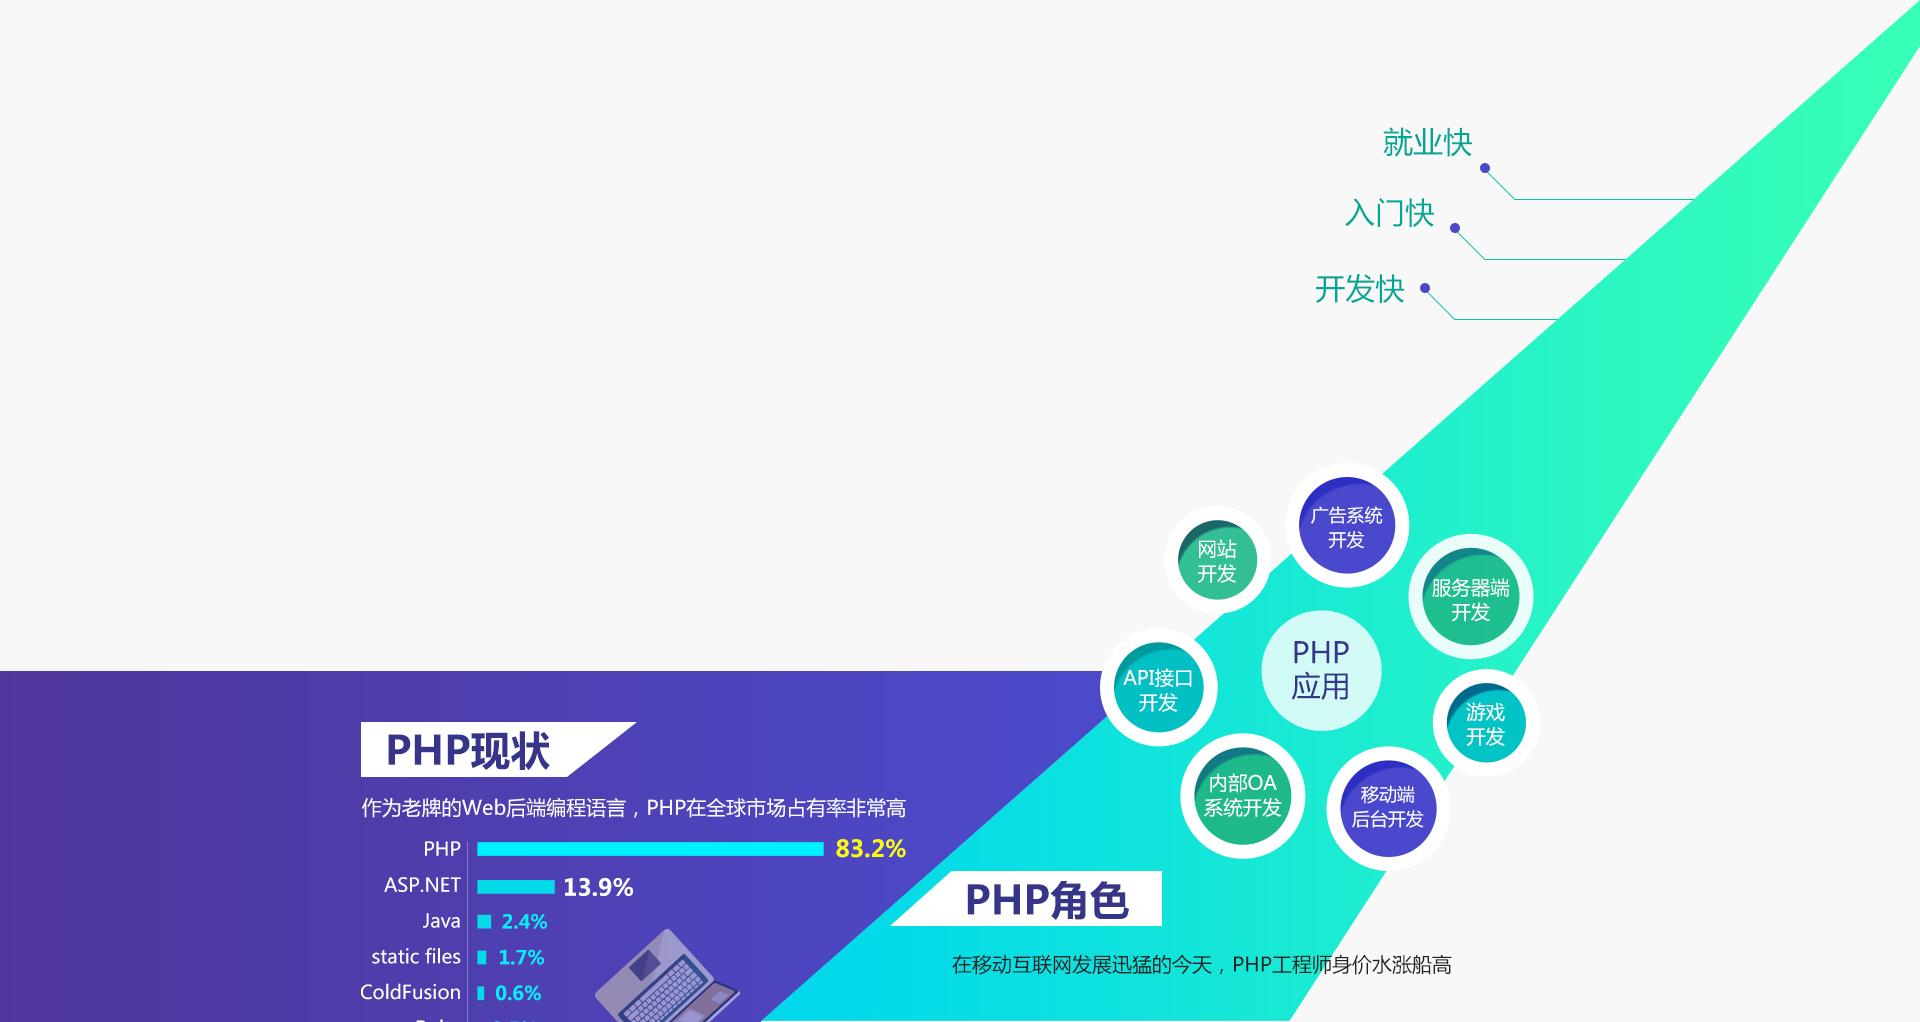 就业快
入门快
开发快
广告系统
开发
网站
开发
服务器端
开发
PHP
应用
API接口
开发
游戏
开发
内部OA
系统开发
移动端
后台开发
PHP现状
作为老牌的Web后端编程语言，PHP在全球市场占有率非常高
PHP 83.2%
ASP.NET 13.9%
Java 2.4%
static files 1.7%
ColdFusion 0.6%
PHP角色
在移动互联网发展迅猛的今天，PHP工程师身价水涨船高